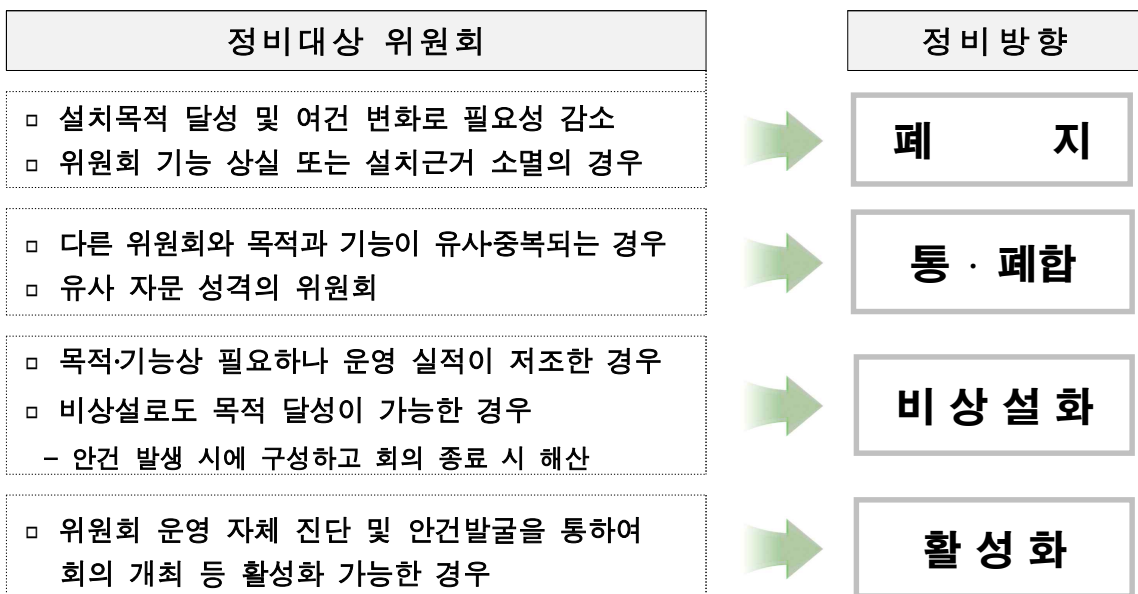 정비대상 위원회
정비방향
▫ 설치목적 달성 및 여건 변화로 필요성 감소
▫ 위원회 기능 상실 또는 설치근거 소멸의 경우
폐 지
▫ 다른 위원회와 목적과 기능이 유사·중복되는 경우
▫ 유사 자문 성격의 위원회
통 · 폐합
▫ 목적·기능상 필요하나 운영 실적이 저조한 경우
▫ 비상설로도 목적 달성이 가능한 경우
– 안건 발생 시에 구성하고 회의 종료 시 해산
비 상 설 화
▫ 위원회 운영 자체 진단 및 안건발굴을 통하여
회의 개최 등 활성화 가능한 경우
활 성 화